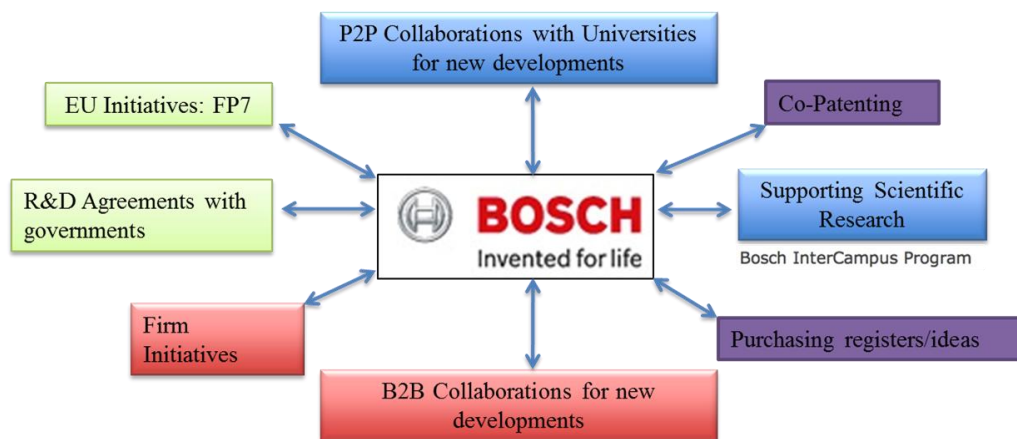 P2P Collaborations with Universities
for new developments
EU Initiatives: FP7
Co-Patenting
R&D Agreements with
governments
BOSCH
Invented for life
Supporting Scientific
Research
Bosch InterCampus Program
Firm
Initiatives
Purchasing registers/ideas
B2B Collaborations for new
developments